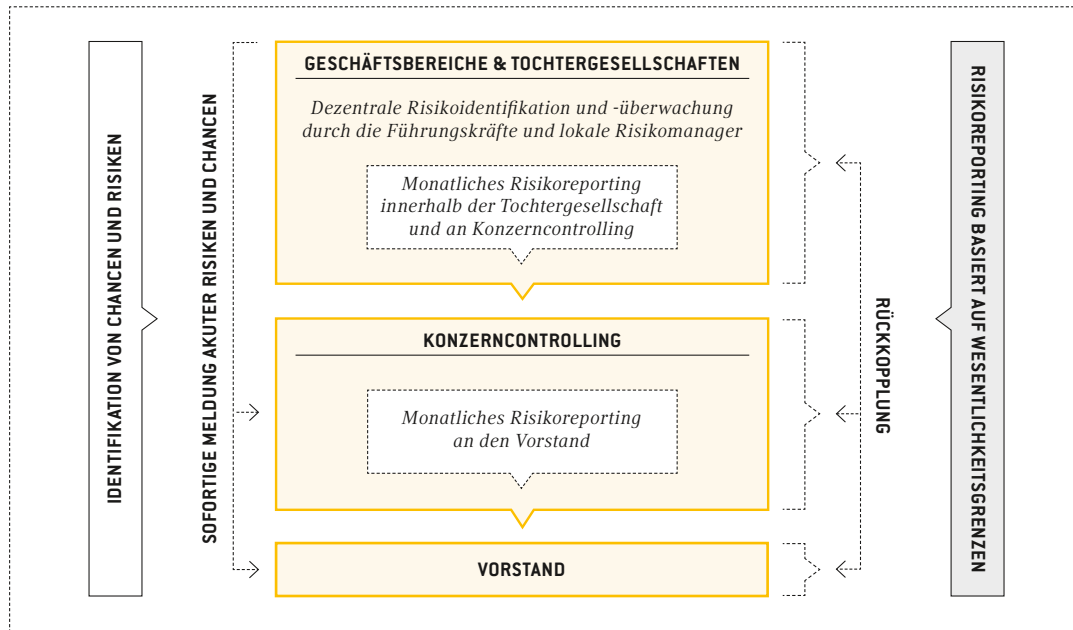 IDENTIFIKATION VON CHANCEN UND RISIKEN
SOFORTIGE MELDUNG AKUTER RISIKEN UND CHANCEN
GESCHÄFTSBEREICHE & TOCHTERGESELLSCHAFTEN
Dezentrale Risikoidentifikation und -überwachung
durch die Führungskräfte und lokale Risikomanager
Monatliches Risikoreporting
innerhalb der Tochtergesellschaft
und an Konzerncontrolling
KONZERNCONTROLLING
Monatliches Risikoreporting
an den Vorstand
VORSTAND
RÜCKKOPPLUNG
RISIKOREPORTING BASIERT AUF WESENTLICHKEITSGRENZEN